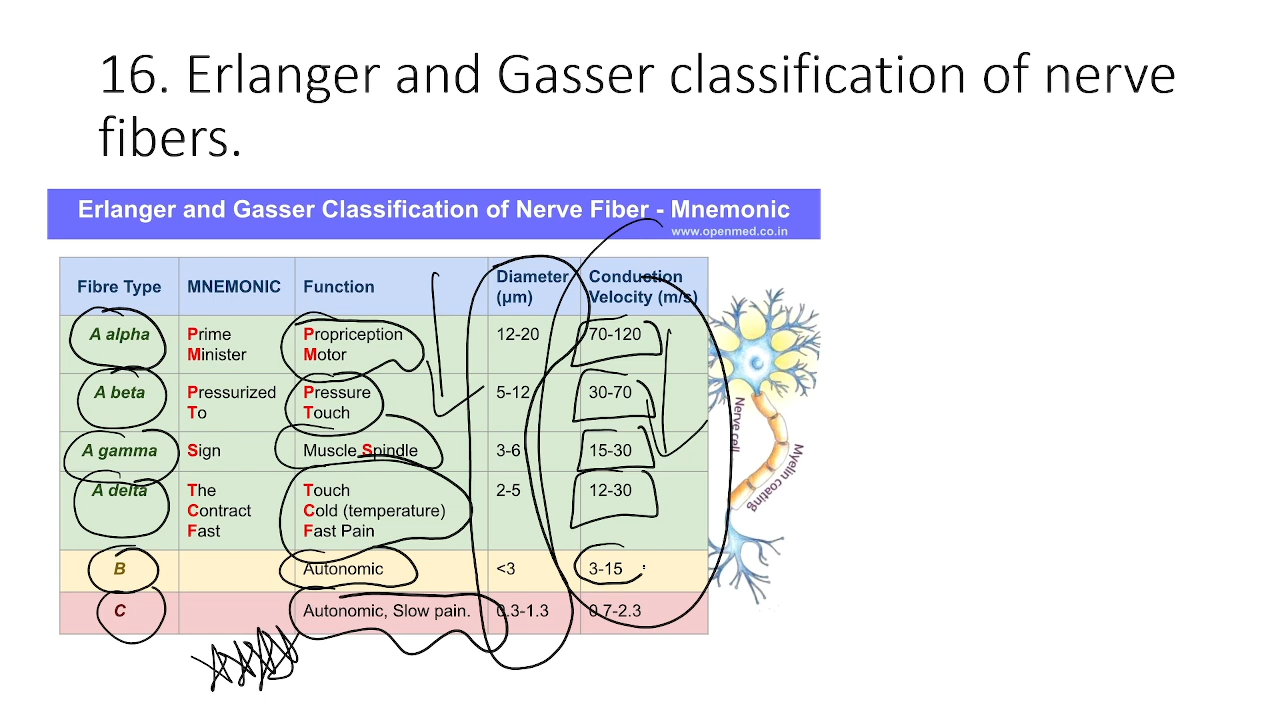 16. Erlanger and Gasser classification of nerve
fibers.
Erlanger and Gasser Classification of Nerve Fiber - Mnemonic
www.openmed.co.in
Fibre Type MNEMONIC Function Diameter (µm) Conduction Velocity (m/s)
A alpha Prime Minister Propriception Motor 12-20 70-120
A beta Pressurized To Pressure Touch 5-12 30-70
A gamma Sign Muscle Spindle 3-6 15-30
A delta The Contract Fast Touch Cold (temperature) Fast Pain 2-5 12-30
B Autonomic <3 3-15
C Autonomic, Slow pain. 0.3-1.3 0.7-2.3
Nerve cell
Myelin coating